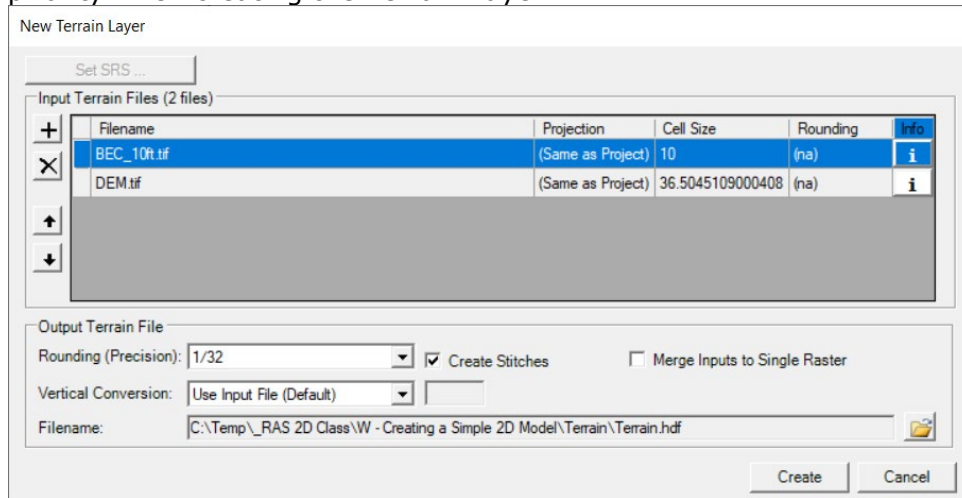 New Terrain Layer
Set SRS ...
Input Terrain Files (2 files)
Filename Projection Cell Size Rounding Info
BEC_10ft.tif (Same as Project) 10 (na) i
DEM.tif (Same as Project) 36.5045109000408 (na) i
Output Terrain File
Rounding (Precision): 1/32 Create Stitches Merge Inputs to Single Raster
Vertical Conversion: Use Input File (Default)
Filename: C:\Temp\_RAS 2D Class\W - Creating a Simple 2D Model\Terrain\Terrain.hdf
Create Cancel